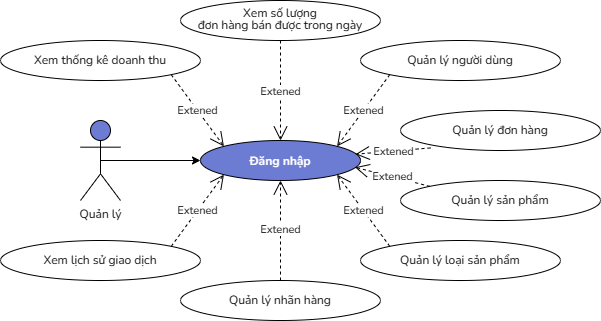 Xem số lượng
đơn hàng bán được trong ngày
Xem thống kê doanh thu
Quản lý người dùng
Extened
Extened
Extened
Quản lý đơn hàng
Extened
Đăng nhập
Extened
Quản lý sản phẩm
Quản lý
Extened
Extened
Extened
Xem lịch sử giao dịch
Quản lý loại sản phẩm
Quản lý nhãn hàng